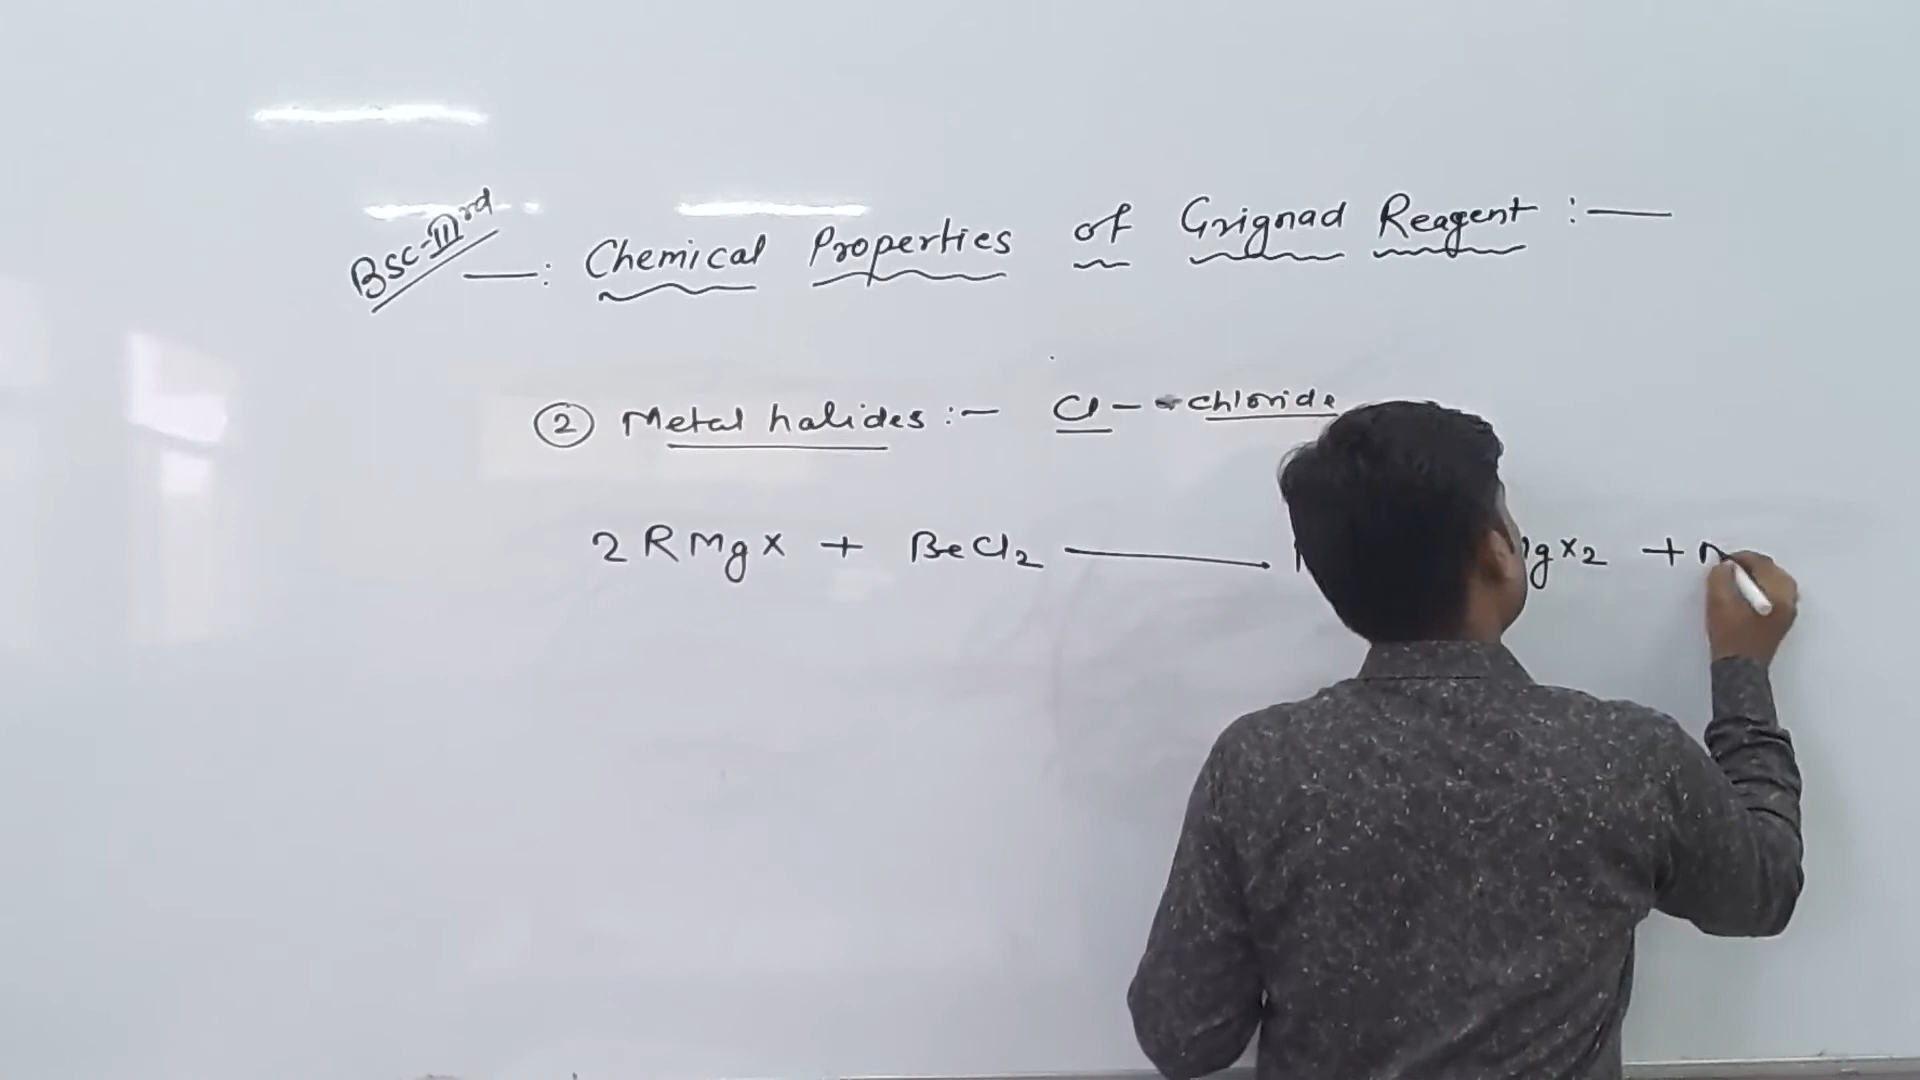 Bsc-IIIrd
—: Chemical Properties of Grignad Reagent :—
② Metal halides :— Cl — chloride
2 RMgX + BeCl2 ⟶ gX2 +